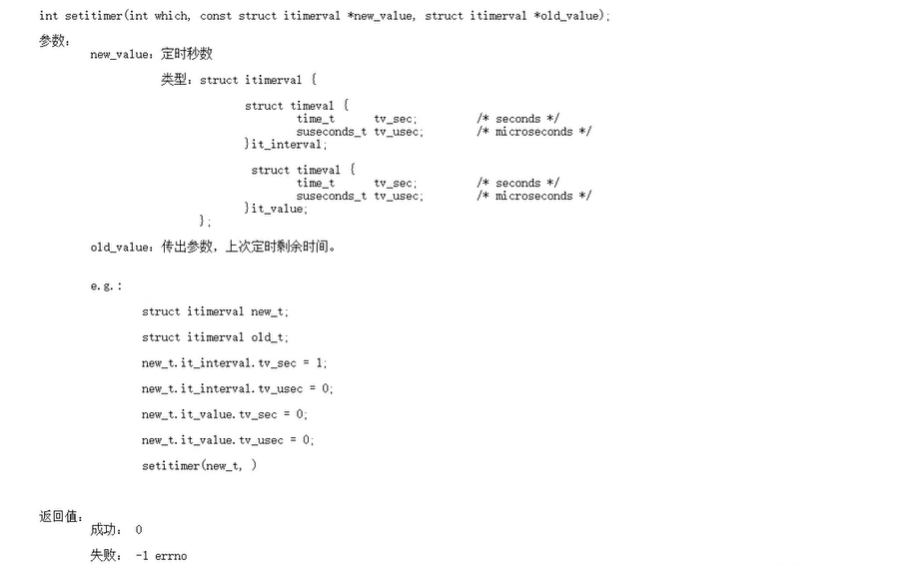 int setitimer(int which, const struct itimerval *new_value, struct itimerval *old_value);
参数:
new_value: 定时秒数
类型: struct itimerval {
struct timeval {
time_t tv_sec; /* seconds */
suseconds_t tv_usec; /* microseconds */
}it_interval;
struct timeval {
time_t tv_sec; /* seconds */
suseconds_t tv_usec; /* microseconds */
}it_value;
};
old_value: 传出参数，上次定时剩余时间。
e.g.:
struct itimerval new_t;
struct itimerval old_t;
new_t.it_interval.tv_sec = 1;
new_t.it_interval.tv_usec = 0;
new_t.it_value.tv_sec = 0;
new_t.it_value.tv_usec = 0;
setitimer(new_t, )
返回值:
成功: 0
失败: -1 errno